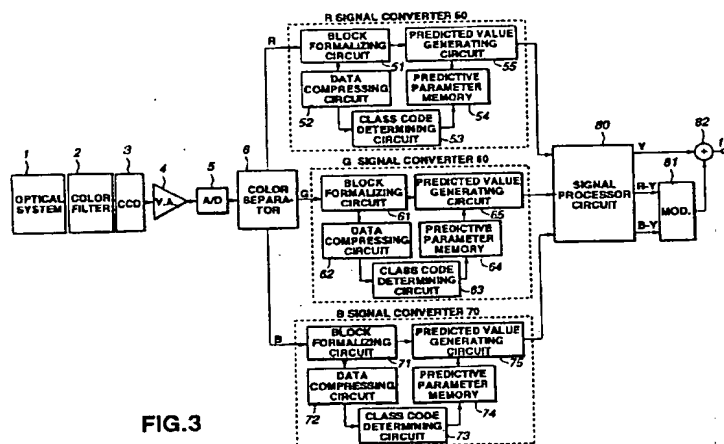 R SIGNAL CONVERTER 50
R
BLOCK FORMALIZING CIRCUIT
51
PREDICTED VALUE GENERATING CIRCUIT
55
DATA COMPRESSING CIRCUIT
52
PREDICTIVE PARAMETER MEMORY
54
CLASS CODE DETERMINING CIRCUIT
53
1
OPTICAL SYSTEM
2
COLOR FILTER
3
CCD
4
V.A.
5
A/D
6
COLOR SEPARATOR
G SIGNAL CONVERTER 60
G
BLOCK FORMALIZING CIRCUIT
61
PREDICTED VALUE GENERATING CIRCUIT
65
DATA COMPRESSING CIRCUIT
62
PREDICTIVE PARAMETER MEMORY
64
CLASS CODE DETERMINING CIRCUIT
63
80
SIGNAL PROCESSOR CIRCUIT
Y
R-Y
B-Y
81
MOD.
82
+
B SIGNAL CONVERTER 70
B
BLOCK FORMALIZING CIRCUIT
71
PREDICTED VALUE GENERATING CIRCUIT
75
DATA COMPRESSING CIRCUIT
72
PREDICTIVE PARAMETER MEMORY
74
CLASS CODE DETERMINING CIRCUIT
73
FIG.3